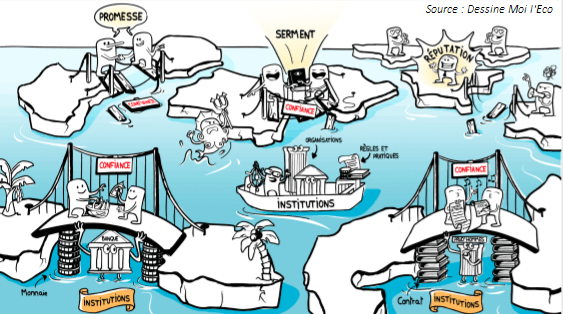 Source : Dessine Moi l'Eco
PROMESSE
SERMENT
RÉPUTATION
CONFIANCE
CONFIANCE
ORGANISATIONS
RÈGLES ET
PRATIQUES
INSTITUTIONS
CONFIANCE
BANQUE
Monnaie
INSTITUTIONS
CONFIANCE
Contrat
INSTITUTIONS